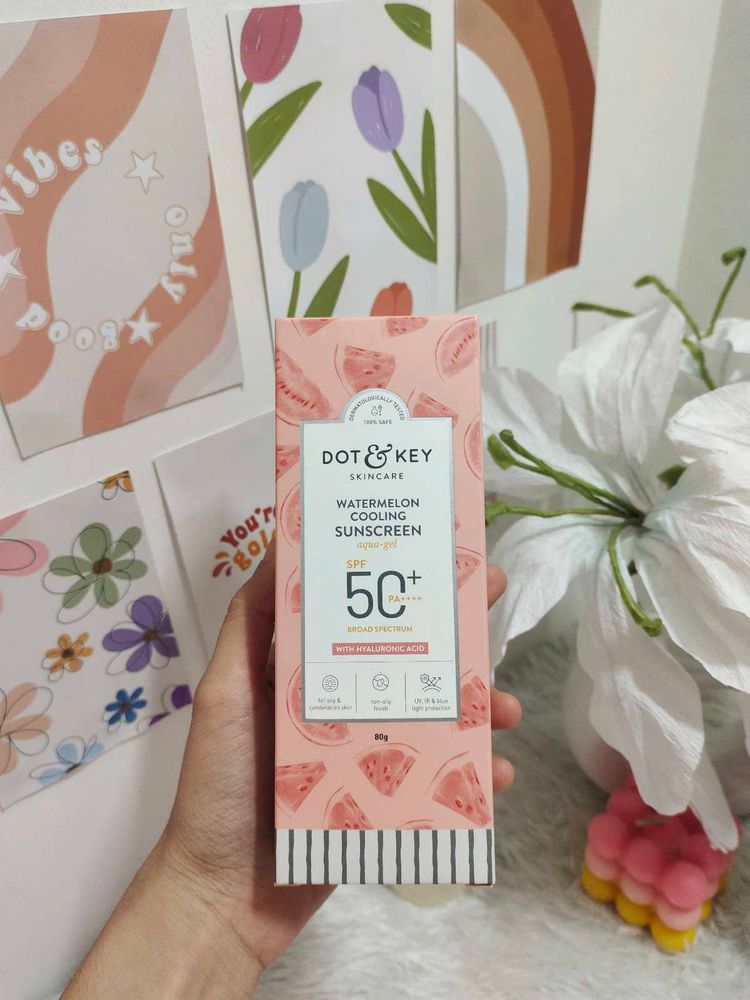 vibes
only
good
You're
gold
DERMATOLOGICALLY TESTED
100% SAFE
DOT & KEY
SKINCARE
WATERMELON
COOLING
SUNSCREEN
aqua-gel
SPF
50+
PA++++
BROAD SPECTRUM
WITH HYALURONIC ACID
for oily &
combination skin
non-oily
finish
UV, IR & blue
light protection
80g